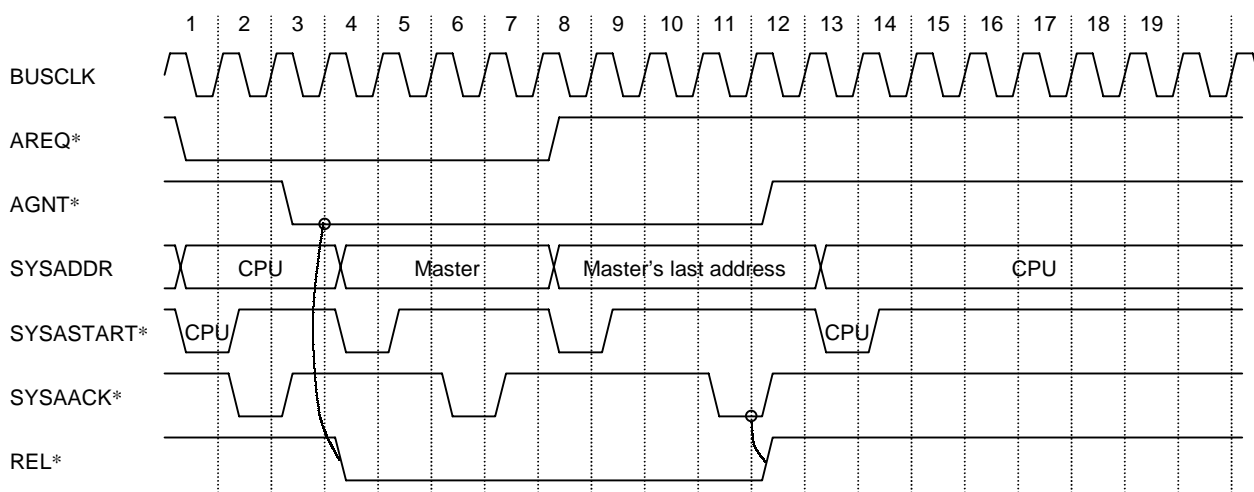 1 2 3 4 5 6 7 8 9 10 11 12 13 14 15 16 17 18 19
BUSCLK
AREQ*
AGNT*
SYSADDR CPU Master Master's last address CPU
SYSASTART* CPU CPU
SYSAACK*
REL*